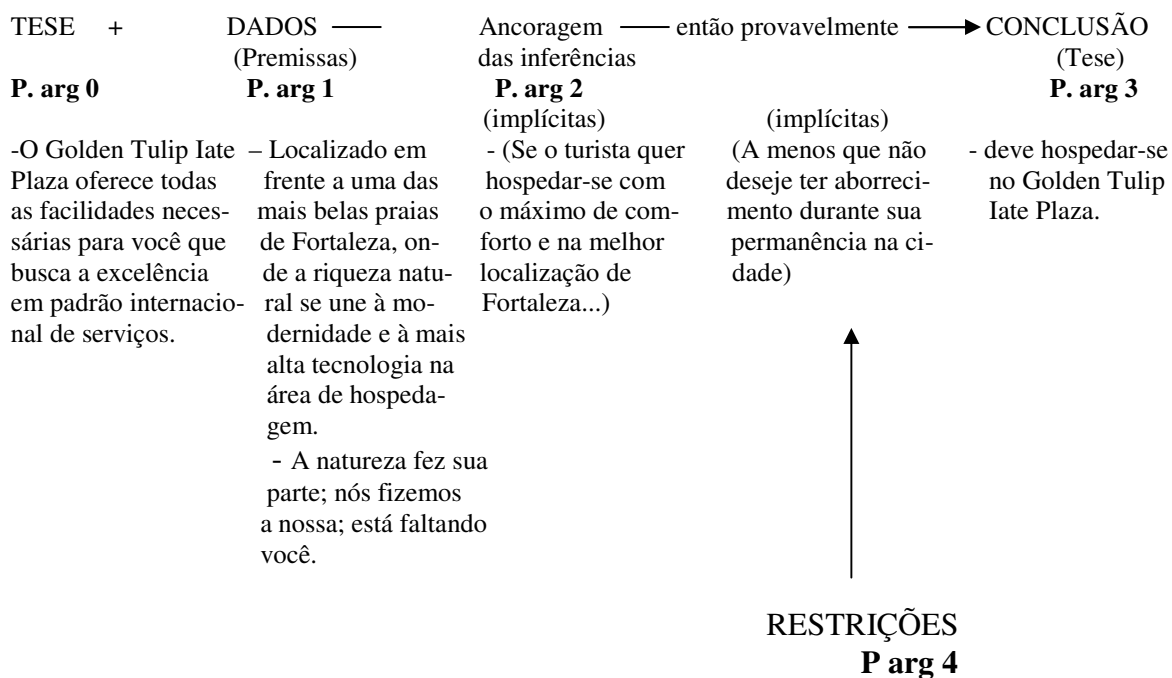 TESE + DADOS Ancoragem então provavelmente CONCLUSÃO
(Premissas) das inferências (Tese)
P. arg 0 P. arg 1 P. arg 2 P. arg 3
(implícitas) (implícitas)
-O Golden Tulip Iate
Plaza oferece todas
as facilidades neces-
sárias para você que
busca a excelência
em padrão internacio-
nal de serviços.
– Localizado em
frente a uma das
mais belas praias
de Fortaleza, on-
de a riqueza natu-
ral se une à mo-
dernidade e à mais
alta tecnologia na
área de hospeda-
gem.
- A natureza fez sua
parte; nós fizemos
a nossa; está faltando
você.
- (Se o turista quer
hospedar-se com
o máximo de com-
forto e na melhor
localização de
Fortaleza...)
(A menos que não
deseje ter aborreci-
mento durante sua
permanência na ci-
dade)
- deve hospedar-se
no Golden Tulip
Iate Plaza.
RESTRIÇÕES
P arg 4